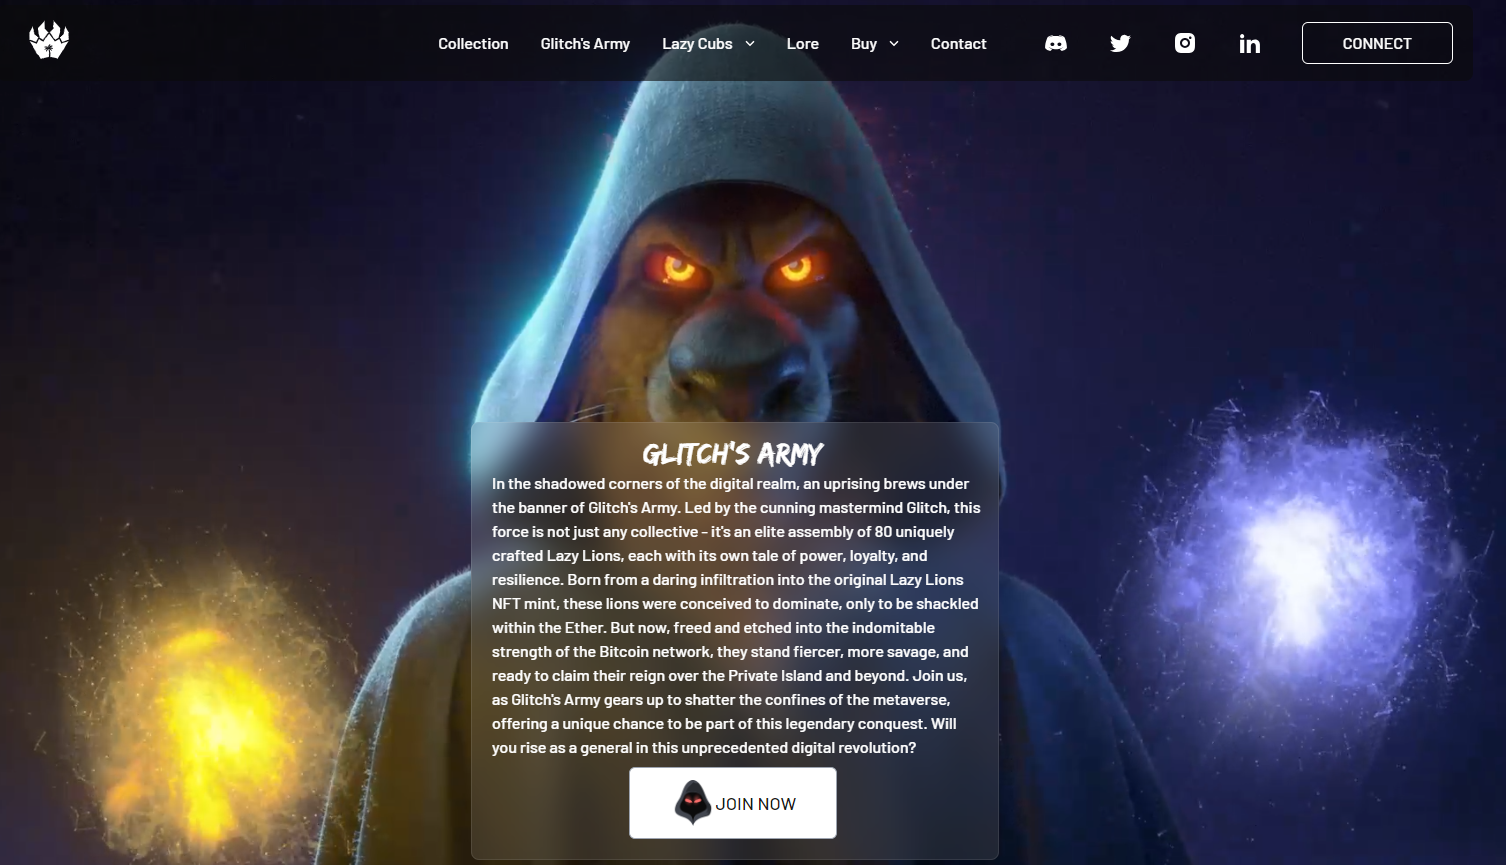 Collection Glitch's Army Lazy Cubs Lore Buy Contact CONNECT
GLITCH'S ARMY
In the shadowed corners of the digital realm, an uprising brews under
the banner of Glitch's Army. Led by the cunning mastermind Glitch, this
force is not just any collective – it's an elite assembly of 80 uniquely
crafted Lazy Lions, each with its own tale of power, loyalty, and
resilience. Born from a daring infiltration into the original Lazy Lions
NFT mint, these lions were conceived to dominate, only to be shackled
within the Ether. But now, freed and etched into the indomitable
strength of the Bitcoin network, they stand fiercer, more savage, and
ready to claim their reign over the Private Island and beyond. Join us,
as Glitch's Army gears up to shatter the confines of the metaverse,
offering a unique chance to be part of this legendary conquest. Will
you rise as a general in this unprecedented digital revolution?
JOIN NOW